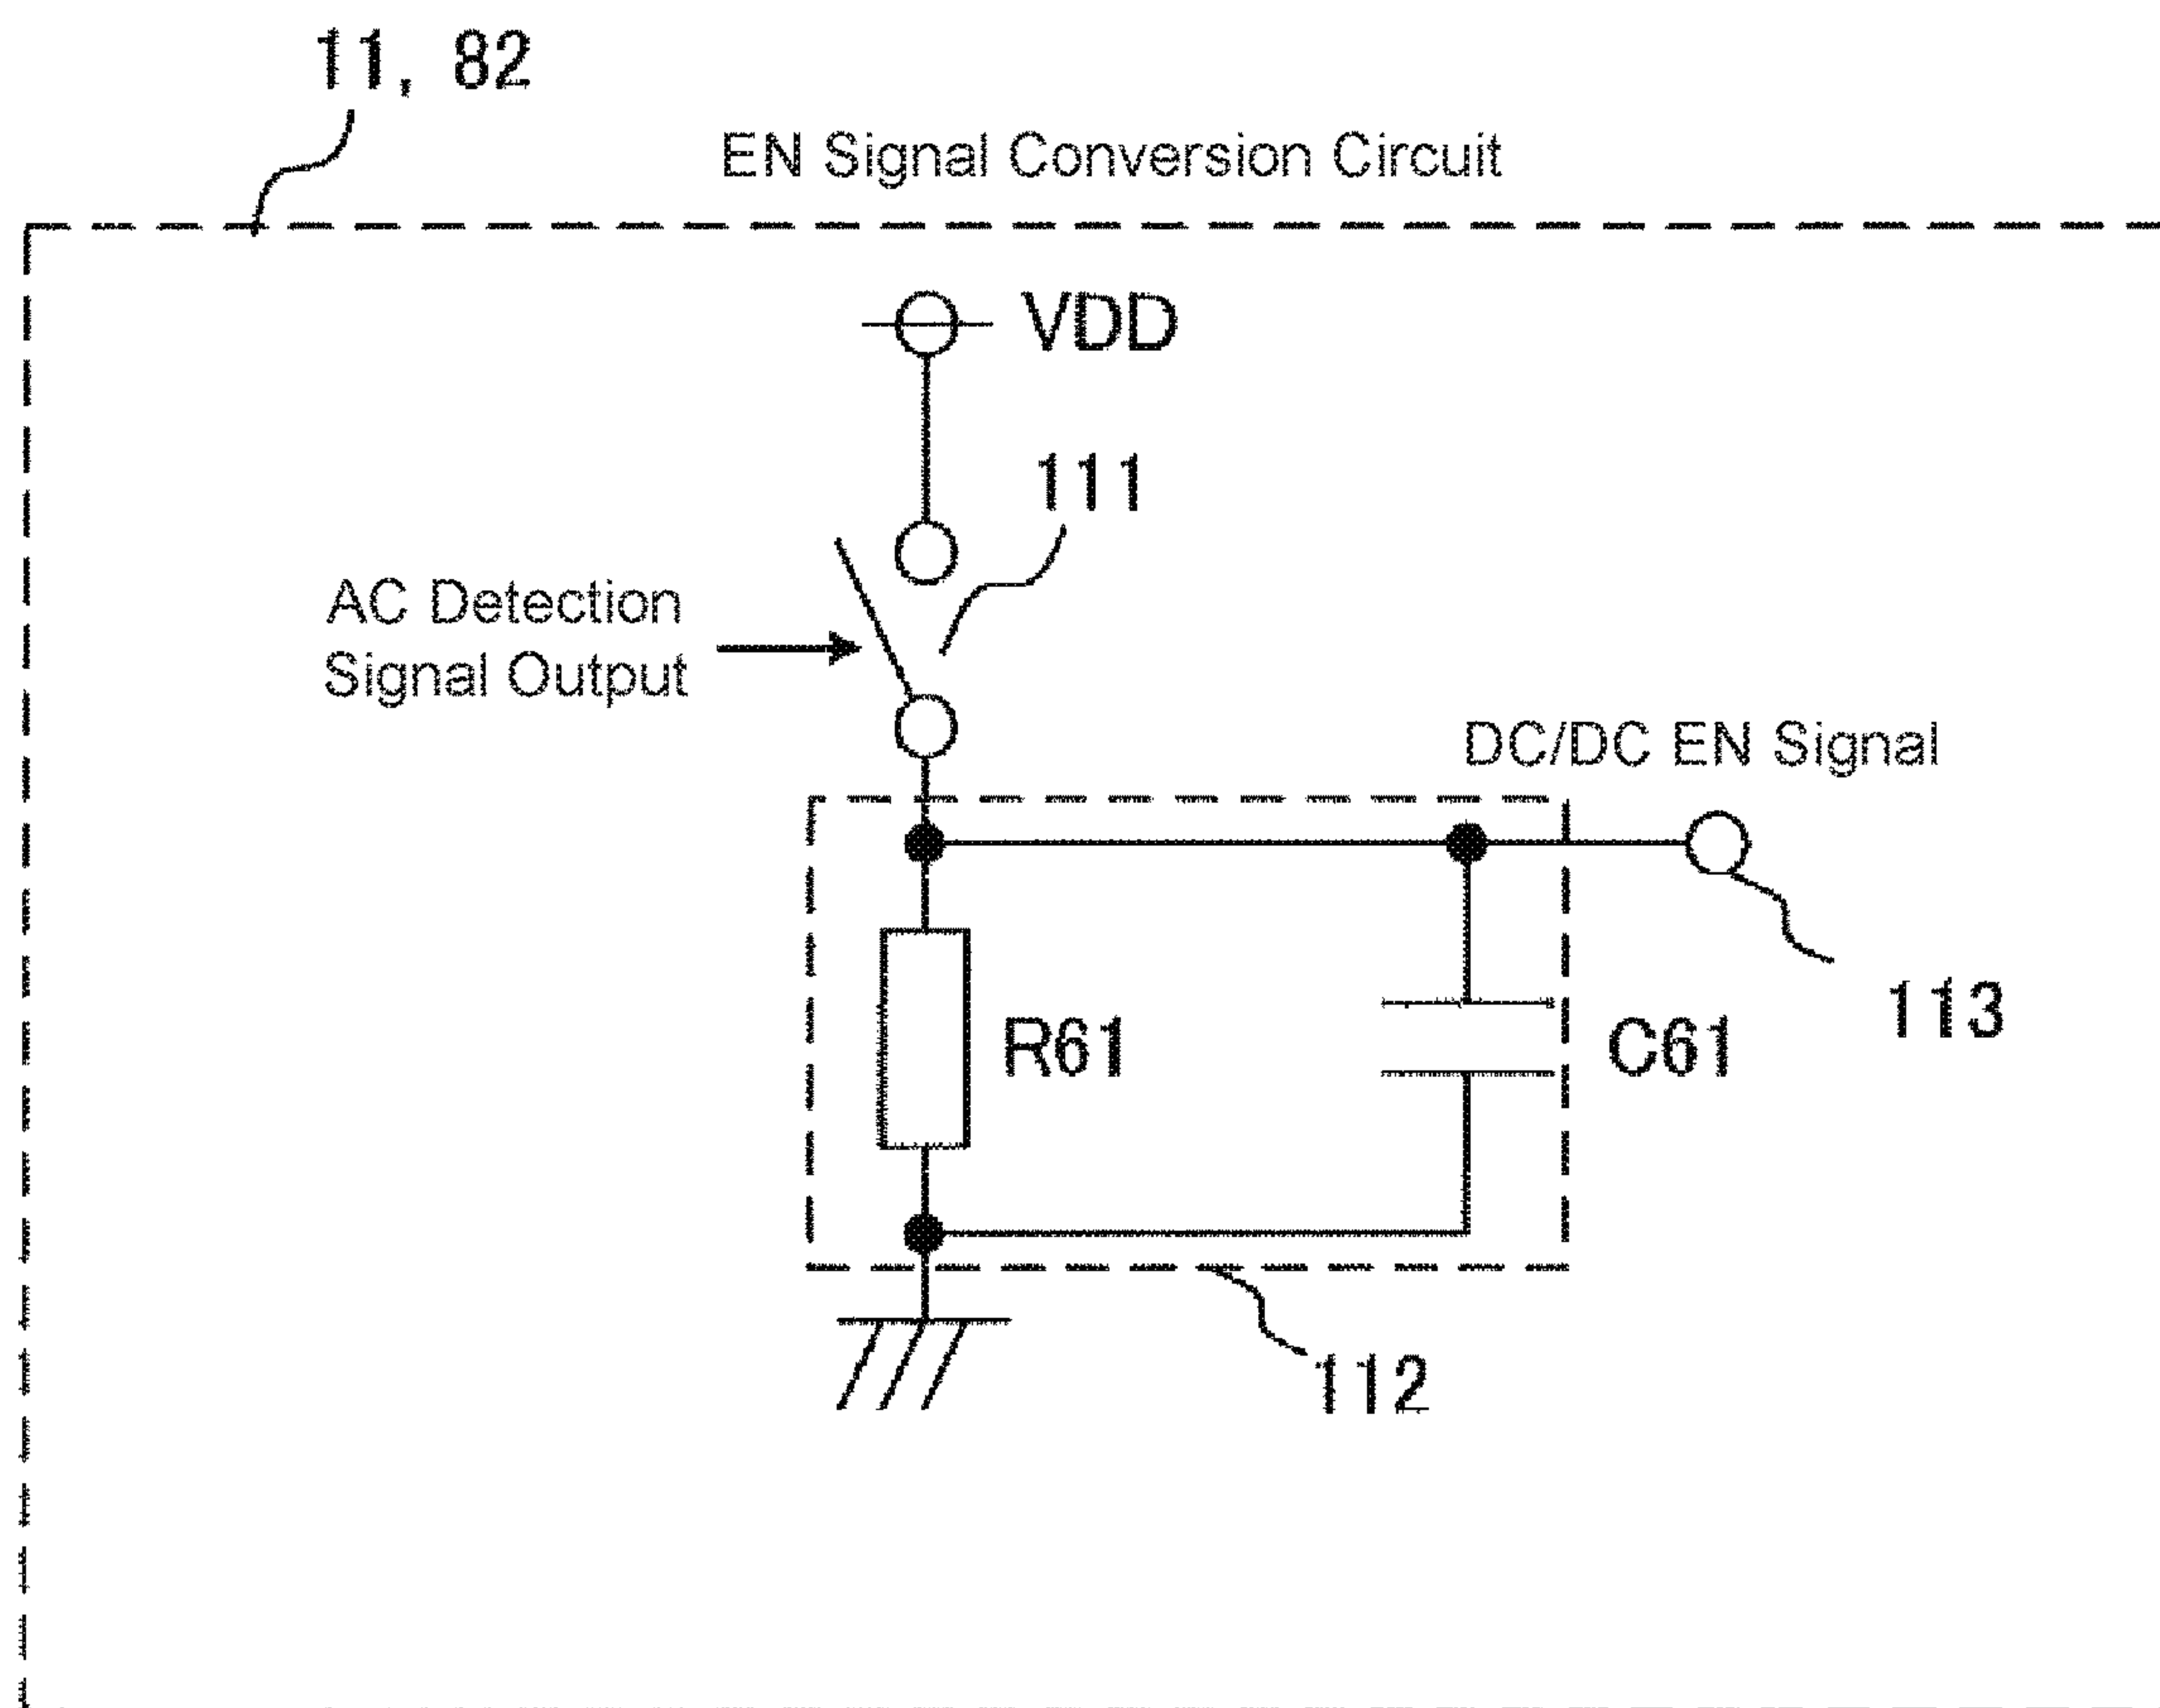 11, 82
EN Signal Conversion Circuit
VDD
111
AC Detection
Signal Output
DC/DC EN Signal
113
R61
C61
112